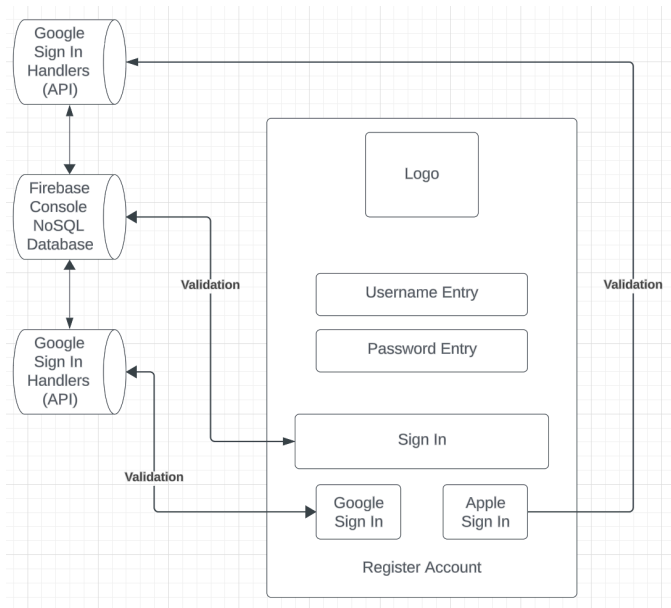 Google
Sign In
Handlers
(API)
Logo
Firebase
Console
NoSQL
Database
Validation
Validation
Username Entry
Password Entry
Google
Sign In
Handlers
(API)
Sign In
Validation
Google
Sign In
Apple
Sign In
Register Account